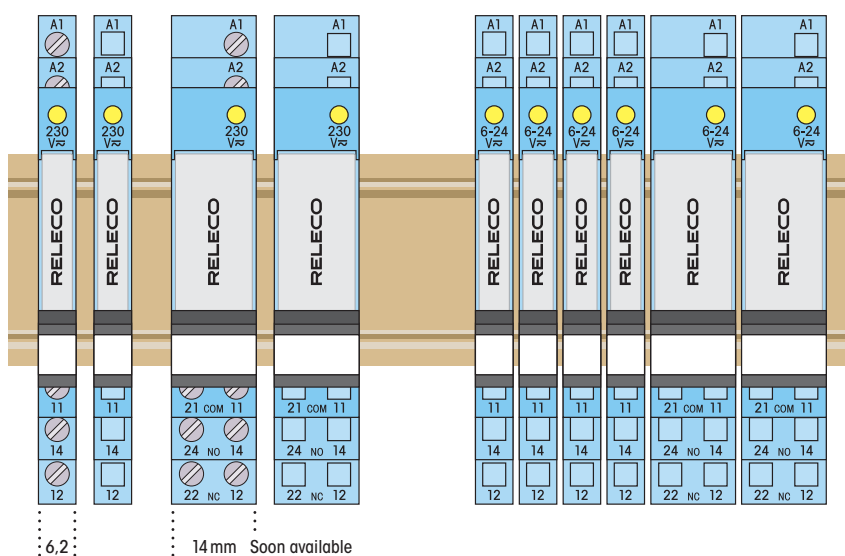 A1 A1 A1 A1 A1 A1 A1 A1 A1 A1
A2 A2 A2 A2 A2 A2 A2 A2 A2 A2
230 230 230 230 6-24 6-24 6-24 6-24 6-24 6-24
V⎓ V⎓ V⎓ V⎓ V⎓ V⎓ V⎓ V⎓ V⎓ V⎓
RELECO RELECO RELECO RELECO RELECO RELECO RELECO RELECO RELECO RELECO
11 11 21 COM 11 21 COM 11 11 11 11 11 21 COM 11 21 COM 11
14 14 24 NO 14 24 NO 14 14 14 14 14 24 NO 14 24 NO 14
12 12 22 NC 12 22 NC 12 12 12 12 12 22 NC 12 22 NC 12
6,2 14 mm Soon available